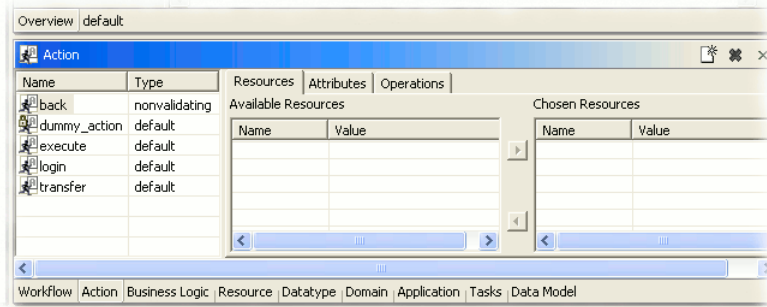 Overview default
Action
Name Type
back nonvalidating
dummy_action default
execute default
login default
transfer default
Resources Attributes Operations
Available Resources Chosen Resources
Name Value Name Value
Workflow Action Business Logic Resource Datatype Domain Application Tasks Data Model